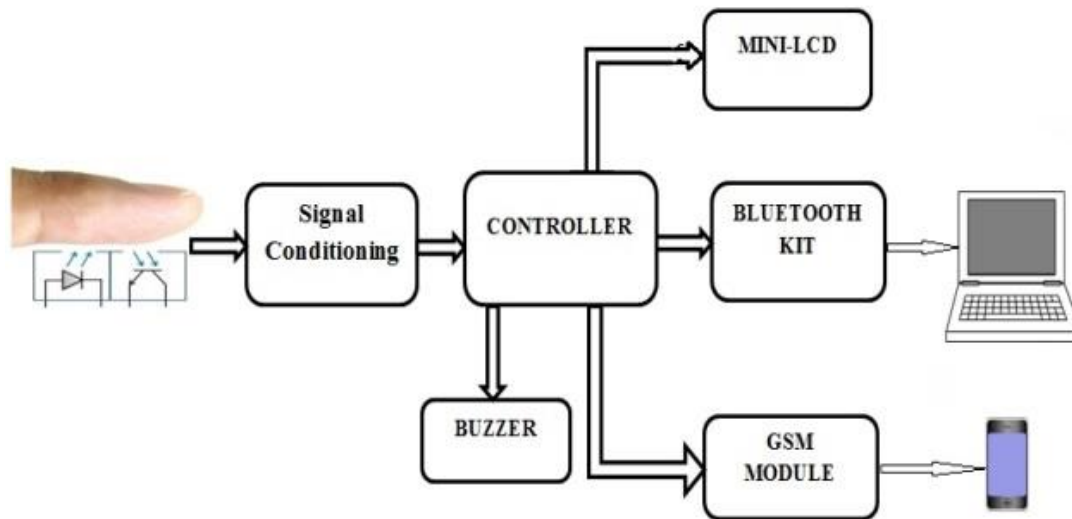 MINI-LCD
Signal
Conditioning
CONTROLLER
BLUETOOTH
KIT
BUZZER
GSM
MODULE